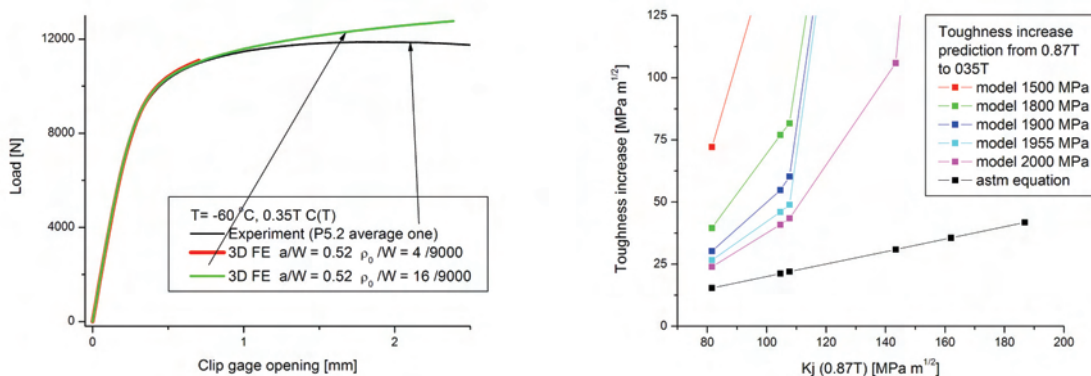 12000
8000
4000
0
Load [N]
T= -60 °C, 0.35T C(T)
Experiment (P5.2 average one)
3D FE a/W = 0.52 ρ0 /W = 4 /9000
3D FE a/W = 0.52 ρ0 /W = 16 /9000
0 1 2
Clip gage opening [mm]
125
100
75
50
25
0
Toughness increase [MPa m1/2]
Toughness increase
prediction from 0.87T
to 035T
model 1500 MPa
model 1800 MPa
model 1900 MPa
model 1955 MPa
model 2000 MPa
astm equation
80 100 120 140 160 180 200
Kj (0.87T) [MPa m1/2]